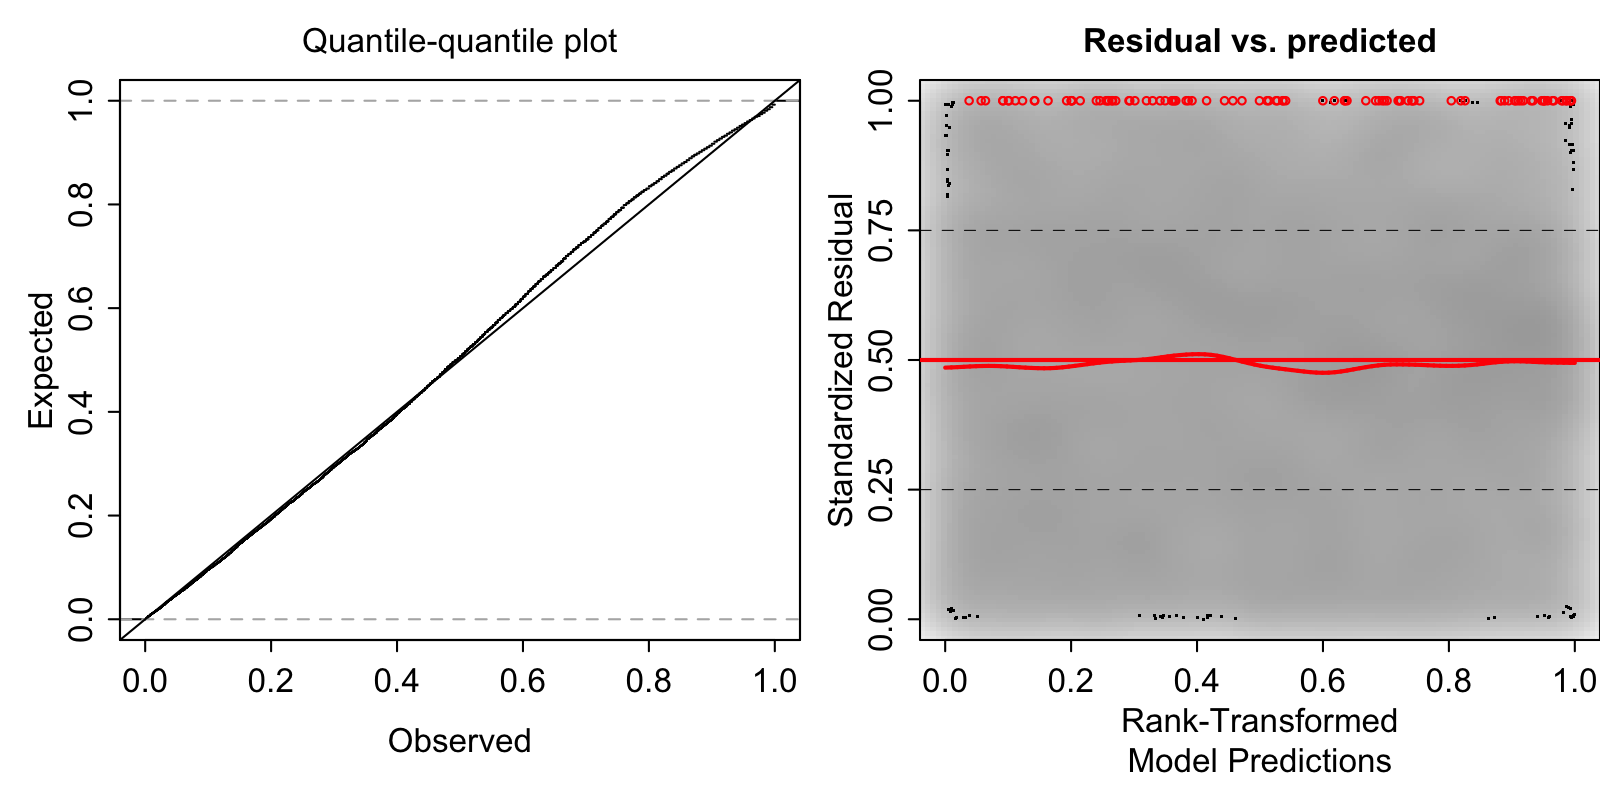 Quantile-quantile plot
Expected
0.0 0.2 0.4 0.6 0.8 1.0
0.0 0.2 0.4 0.6 0.8 1.0
Observed
Residual vs. predicted
Standardized Residual
0.00 0.25 0.50 0.75 1.00
0.0 0.2 0.4 0.6 0.8 1.0
Rank-Transformed
Model Predictions